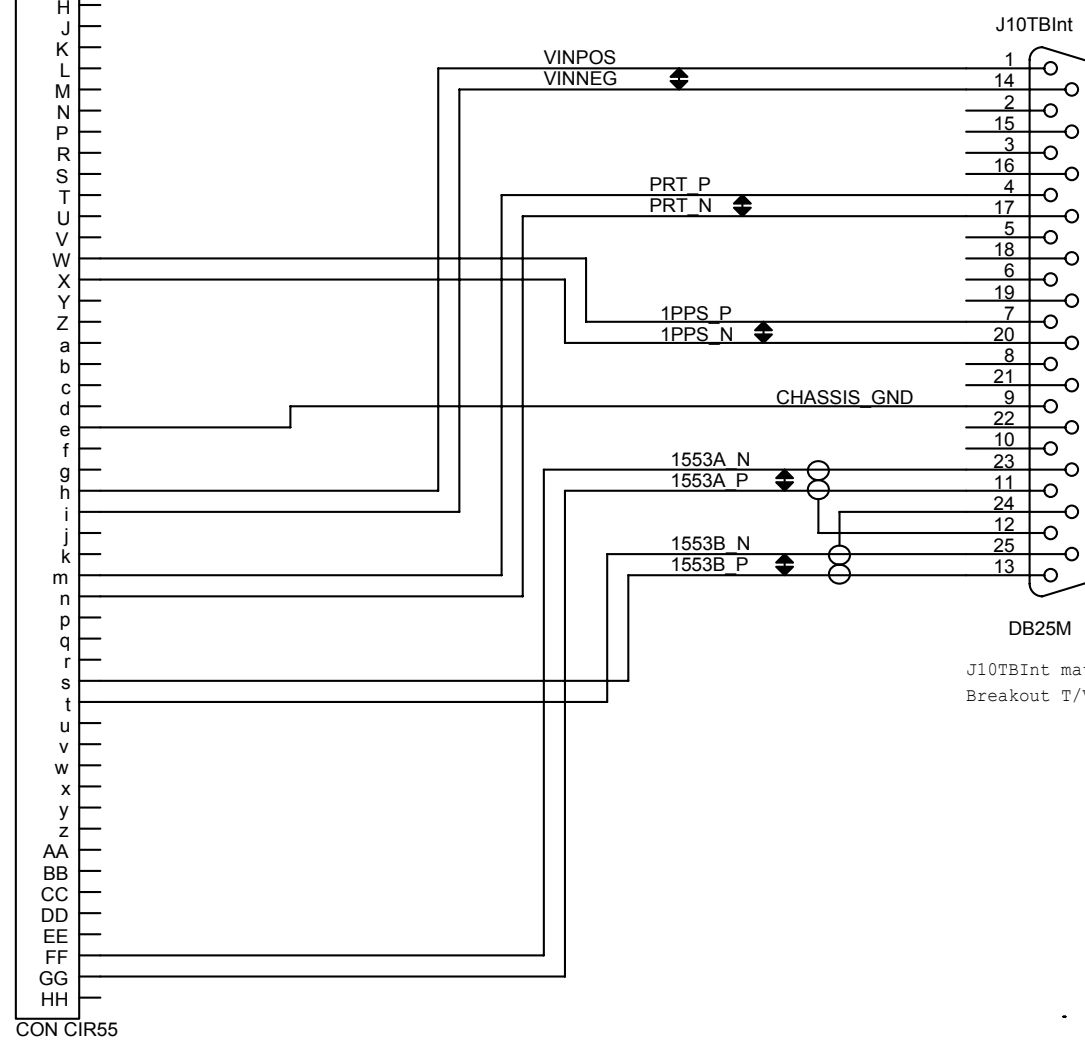 H
J
K
L
M
N
P
R
S
T
U
V
W
X
Y
Z
a
b
c
d
e
f
g
h
i
j
k
m
n
p
q
r
s
t
u
v
w
x
y
z
AA
BB
CC
DD
EE
FF
GG
HH
CON CIR55
VINPOS
VINNEG
PRT_P
PRT_N
1PPS_P
1PPS_N
CHASSIS_GND
1553A_N
1553A_P
1553B_N
1553B_P
J10TBInt
1
14
2
15
3
16
4
17
5
18
6
19
7
20
8
21
9
22
10
23
11
24
12
25
13
DB25M
J10TBInt
Breakout